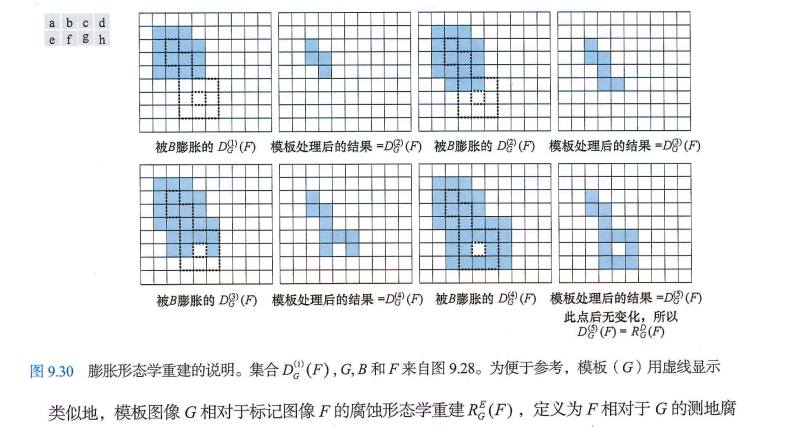 a b c d
e f g h
被B膨胀的 D_G^(1)(F) 模板处理后的结果 =D_G^(2)(F) 被B膨胀的 D_G^(2)(F) 模板处理后的结果 =D_G^(3)(F)
被B膨胀的 D_G^(3)(F) 模板处理后的结果 =D_G^(4)(F) 被B膨胀的 D_G^(4)(F) 模板处理后的结果 =D_G^(5)(F)
此点后无变化，所以
D_G^(5)(F) = R_G^D(F)
图 9.30 膨胀形态学重建的说明。集合 D_G^(1)(F) , G, B 和 F 来自图 9.28。为便于参考，模板（G）用虚线显示
类似地，模板图像 G 相对于标记图像 F 的腐蚀形态学重建 R_G^E(F) ，定义为 F 相对于 G 的测地腐